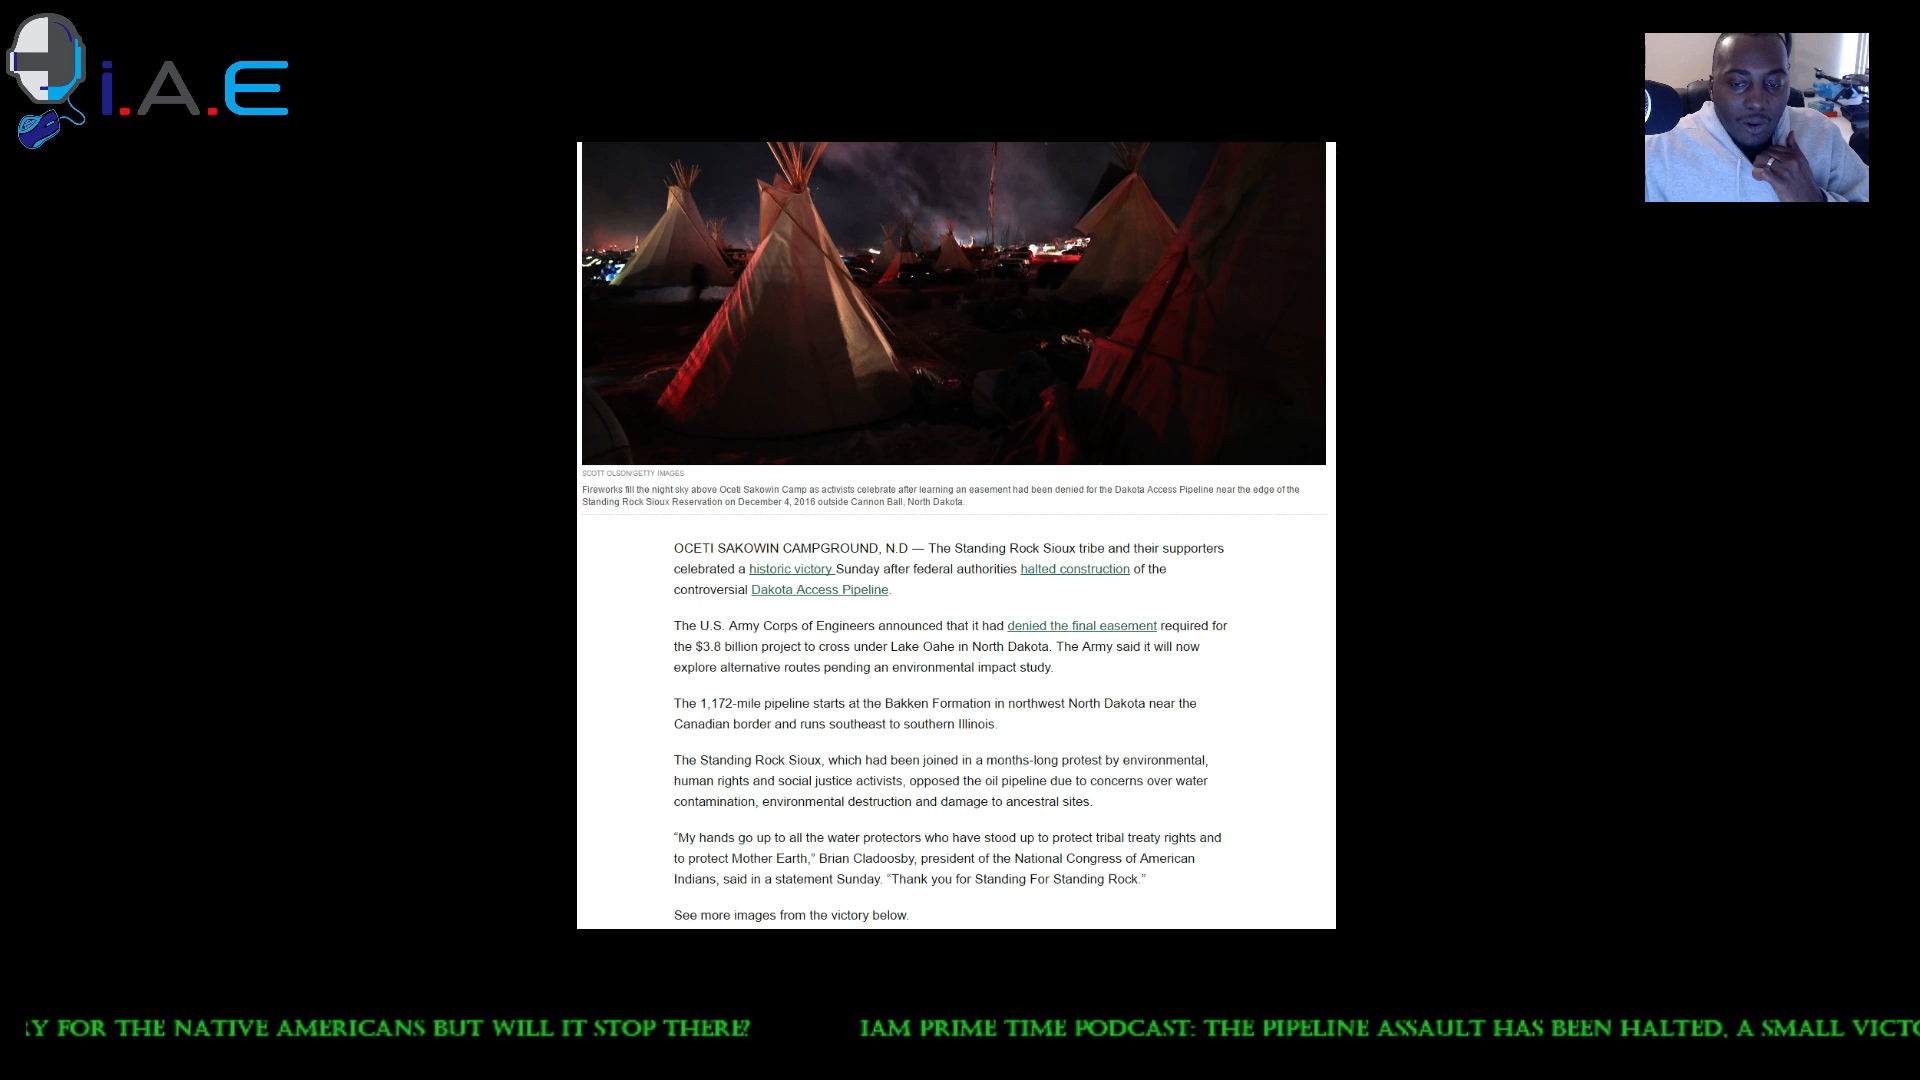 i.A.E
SCOTT OLSON/GETTY IMAGES
Fireworks fill the night sky above Oceti Sakowin Camp as activists celebrate after learning an easement had been denied for the Dakota Access Pipeline near the edge of the
Standing Rock Sioux Reservation on December 4, 2016 outside Cannon Ball, North Dakota.
OCETI SAKOWIN CAMPGROUND, N.D — The Standing Rock Sioux tribe and their supporters
celebrated a historic victory Sunday after federal authorities halted construction of the
controversial Dakota Access Pipeline.
The U.S. Army Corps of Engineers announced that it had denied the final easement required for
the $3.8 billion project to cross under Lake Oahe in North Dakota. The Army said it will now
explore alternative routes pending an environmental impact study.
The 1,172-mile pipeline starts at the Bakken Formation in northwest North Dakota near the
Canadian border and runs southeast to southern Illinois.
The Standing Rock Sioux, which had been joined in a months-long protest by environmental,
human rights and social justice activists, opposed the oil pipeline due to concerns over water
contamination, environmental destruction and damage to ancestral sites.
“My hands go up to all the water protectors who have stood up to protect tribal treaty rights and
to protect Mother Earth,” Brian Cladoosby, president of the National Congress of American
Indians, said in a statement Sunday. “Thank you for Standing For Standing Rock.”
See more images from the victory below.
RY FOR THE NATIVE AMERICANS BUT WILL IT STOP THERE? IAM PRIME TIME PODCAST: THE PIPELINE ASSAULT HAS BEEN HALTED, A SMALL VICTO